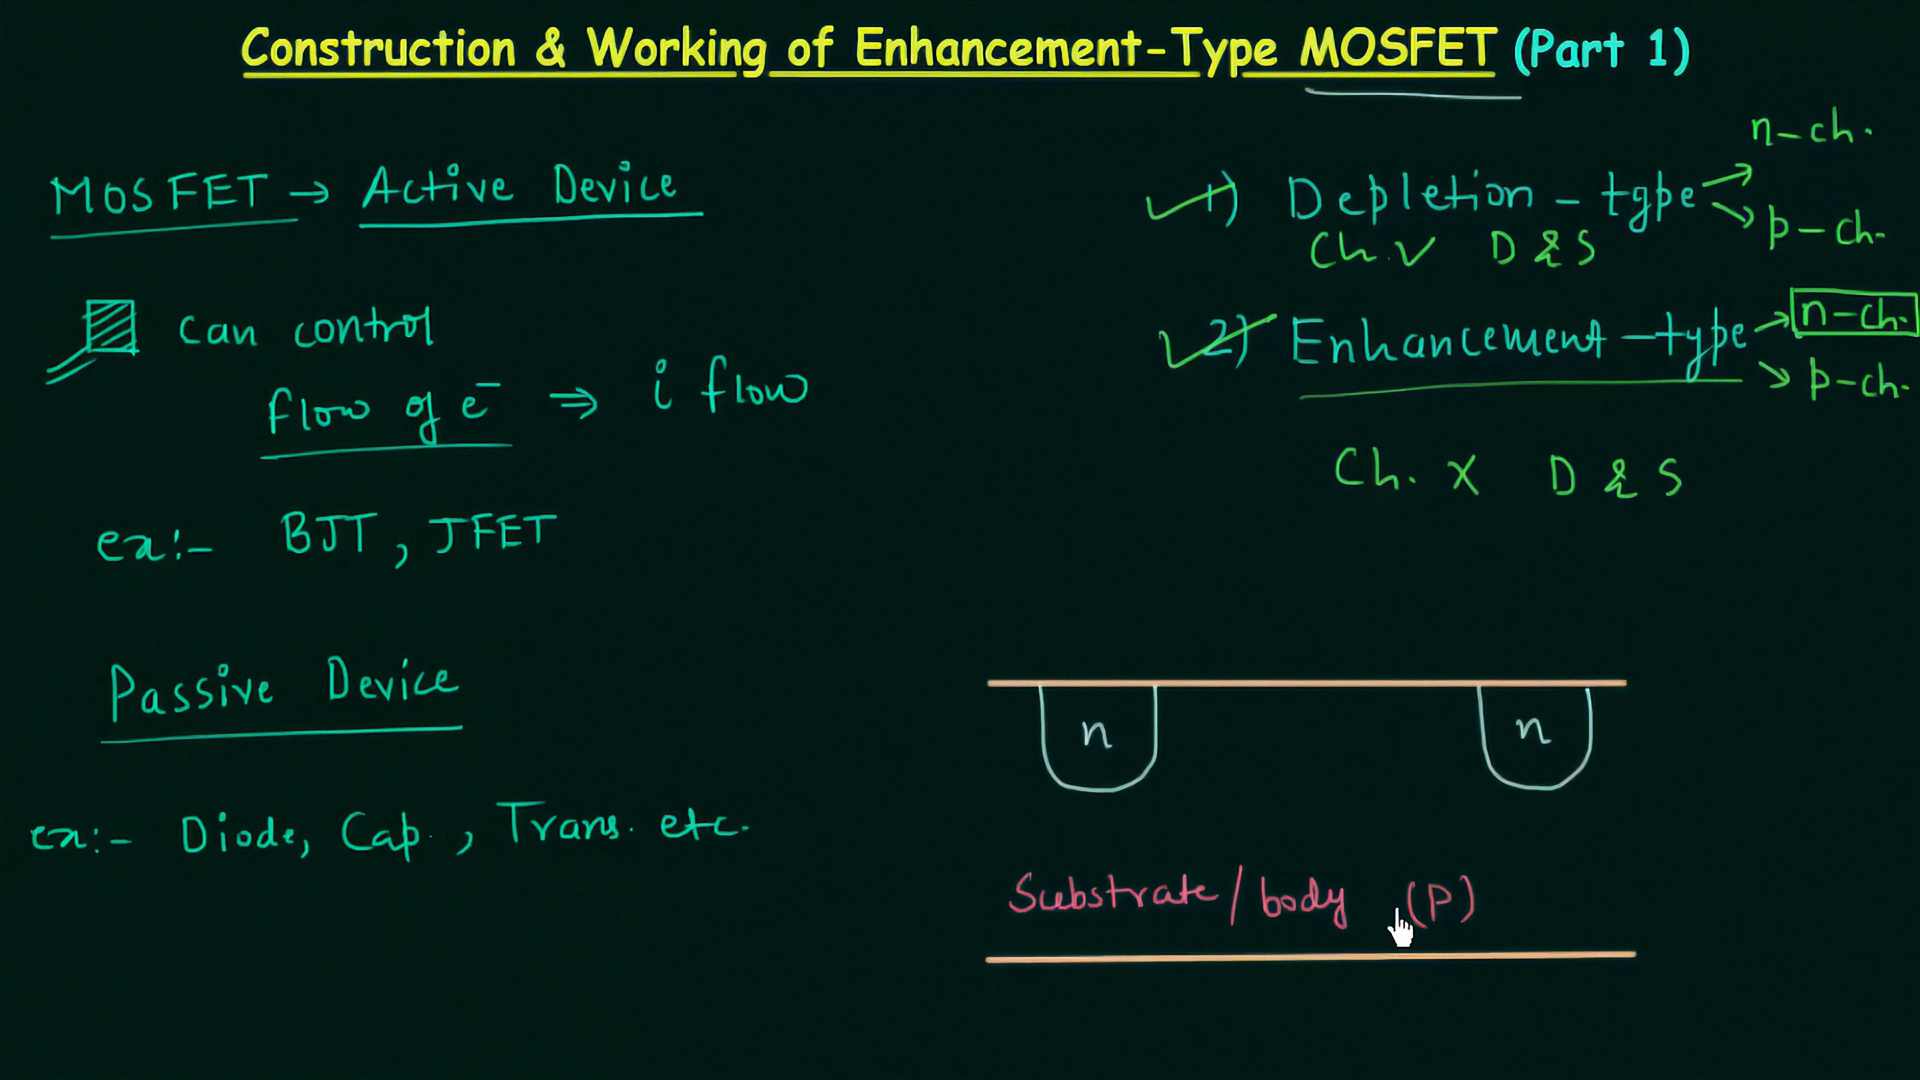 Construction & Working of Enhancement-Type MOSFET (Part 1)
MOSFET → Active Device
can control
flow of e⁻ ⇒ i flow
ex:- BJT, JFET
Passive Device
ex:- Diode, Cap., Trans. etc.
n-ch.
1) Depletion-type
p-ch.
Ch. ✓ D & S
n-ch.
2) Enhancement-type
p-ch.
Ch. X D & S
n n
Substrate/body (P)